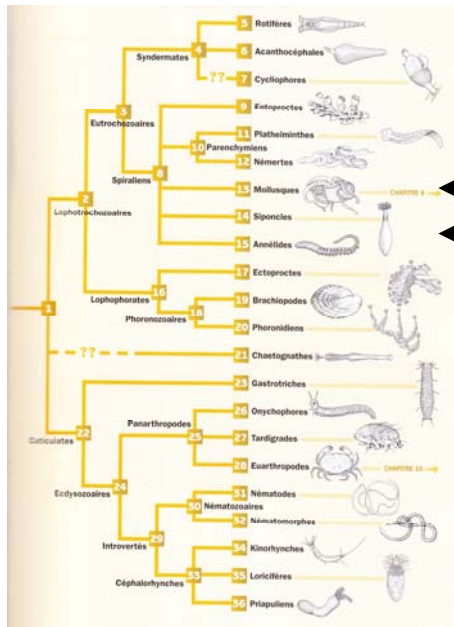 5 Rotifères
4
Syndermates
6 Acanthocéphales
?? 7 Cycliophores
3
Eutrochozoaires
9 Entoproctes
11 Plathelminthes
10 Parenchymiens
12 Némertes
8
Spiraliens
13 Mollusques CHAPITRE 9
2
Lophotrochozoaires
14 Siponcles
15 Annélides
17 Ectoproctes
16
Lophophorates
19 Brachiopodes
18
Phoronozoaires
20 Phoronidiens
1
?? 21 Chaetognathes
23 Gastrotriches
22
Cuticulates
26 Onychophores
Panarthropodes
25 27 Tardigrades
28 Euarthropodes CHAPITRE 10
24
Ecdysozoaires
31 Nématodes
30
Nématozoaires
32 Nématomorphes
29
Introvertés
34 Kinorhynches
33 35 Loricifères
Céphalorhynches
36 Priapuliens